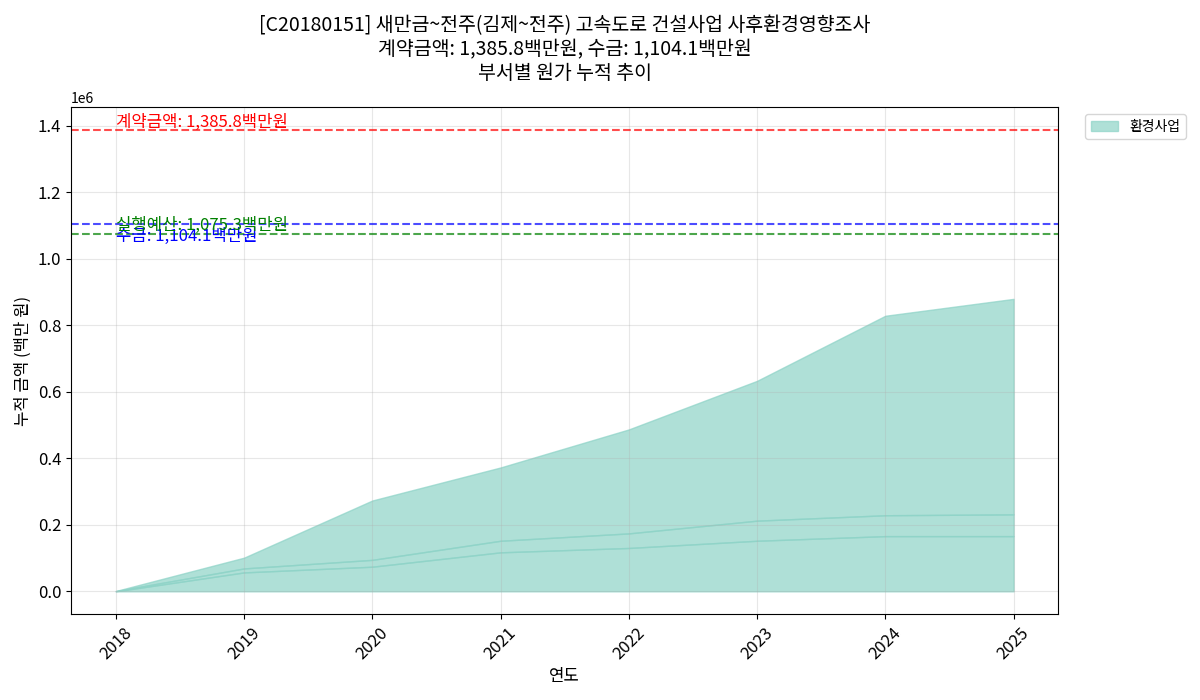 [C20180151] 새만금~전주(김제~전주) 고속도로 건설사업 사후환경영향조사
계약금액: 1,385.8백만원, 수금: 1,104.1백만원
부서별 원가 누적 추이
1e6
계약금액: 1,385.8백만원
실행예산: 1,075.3백만원
수금: 1,104.1백만원
환경사업
1.4
1.2
1.0
0.8
0.6
0.4
0.2
0.0
누적 금액 (백만 원)
2018 2019 2020 2021 2022 2023 2024 2025
연도